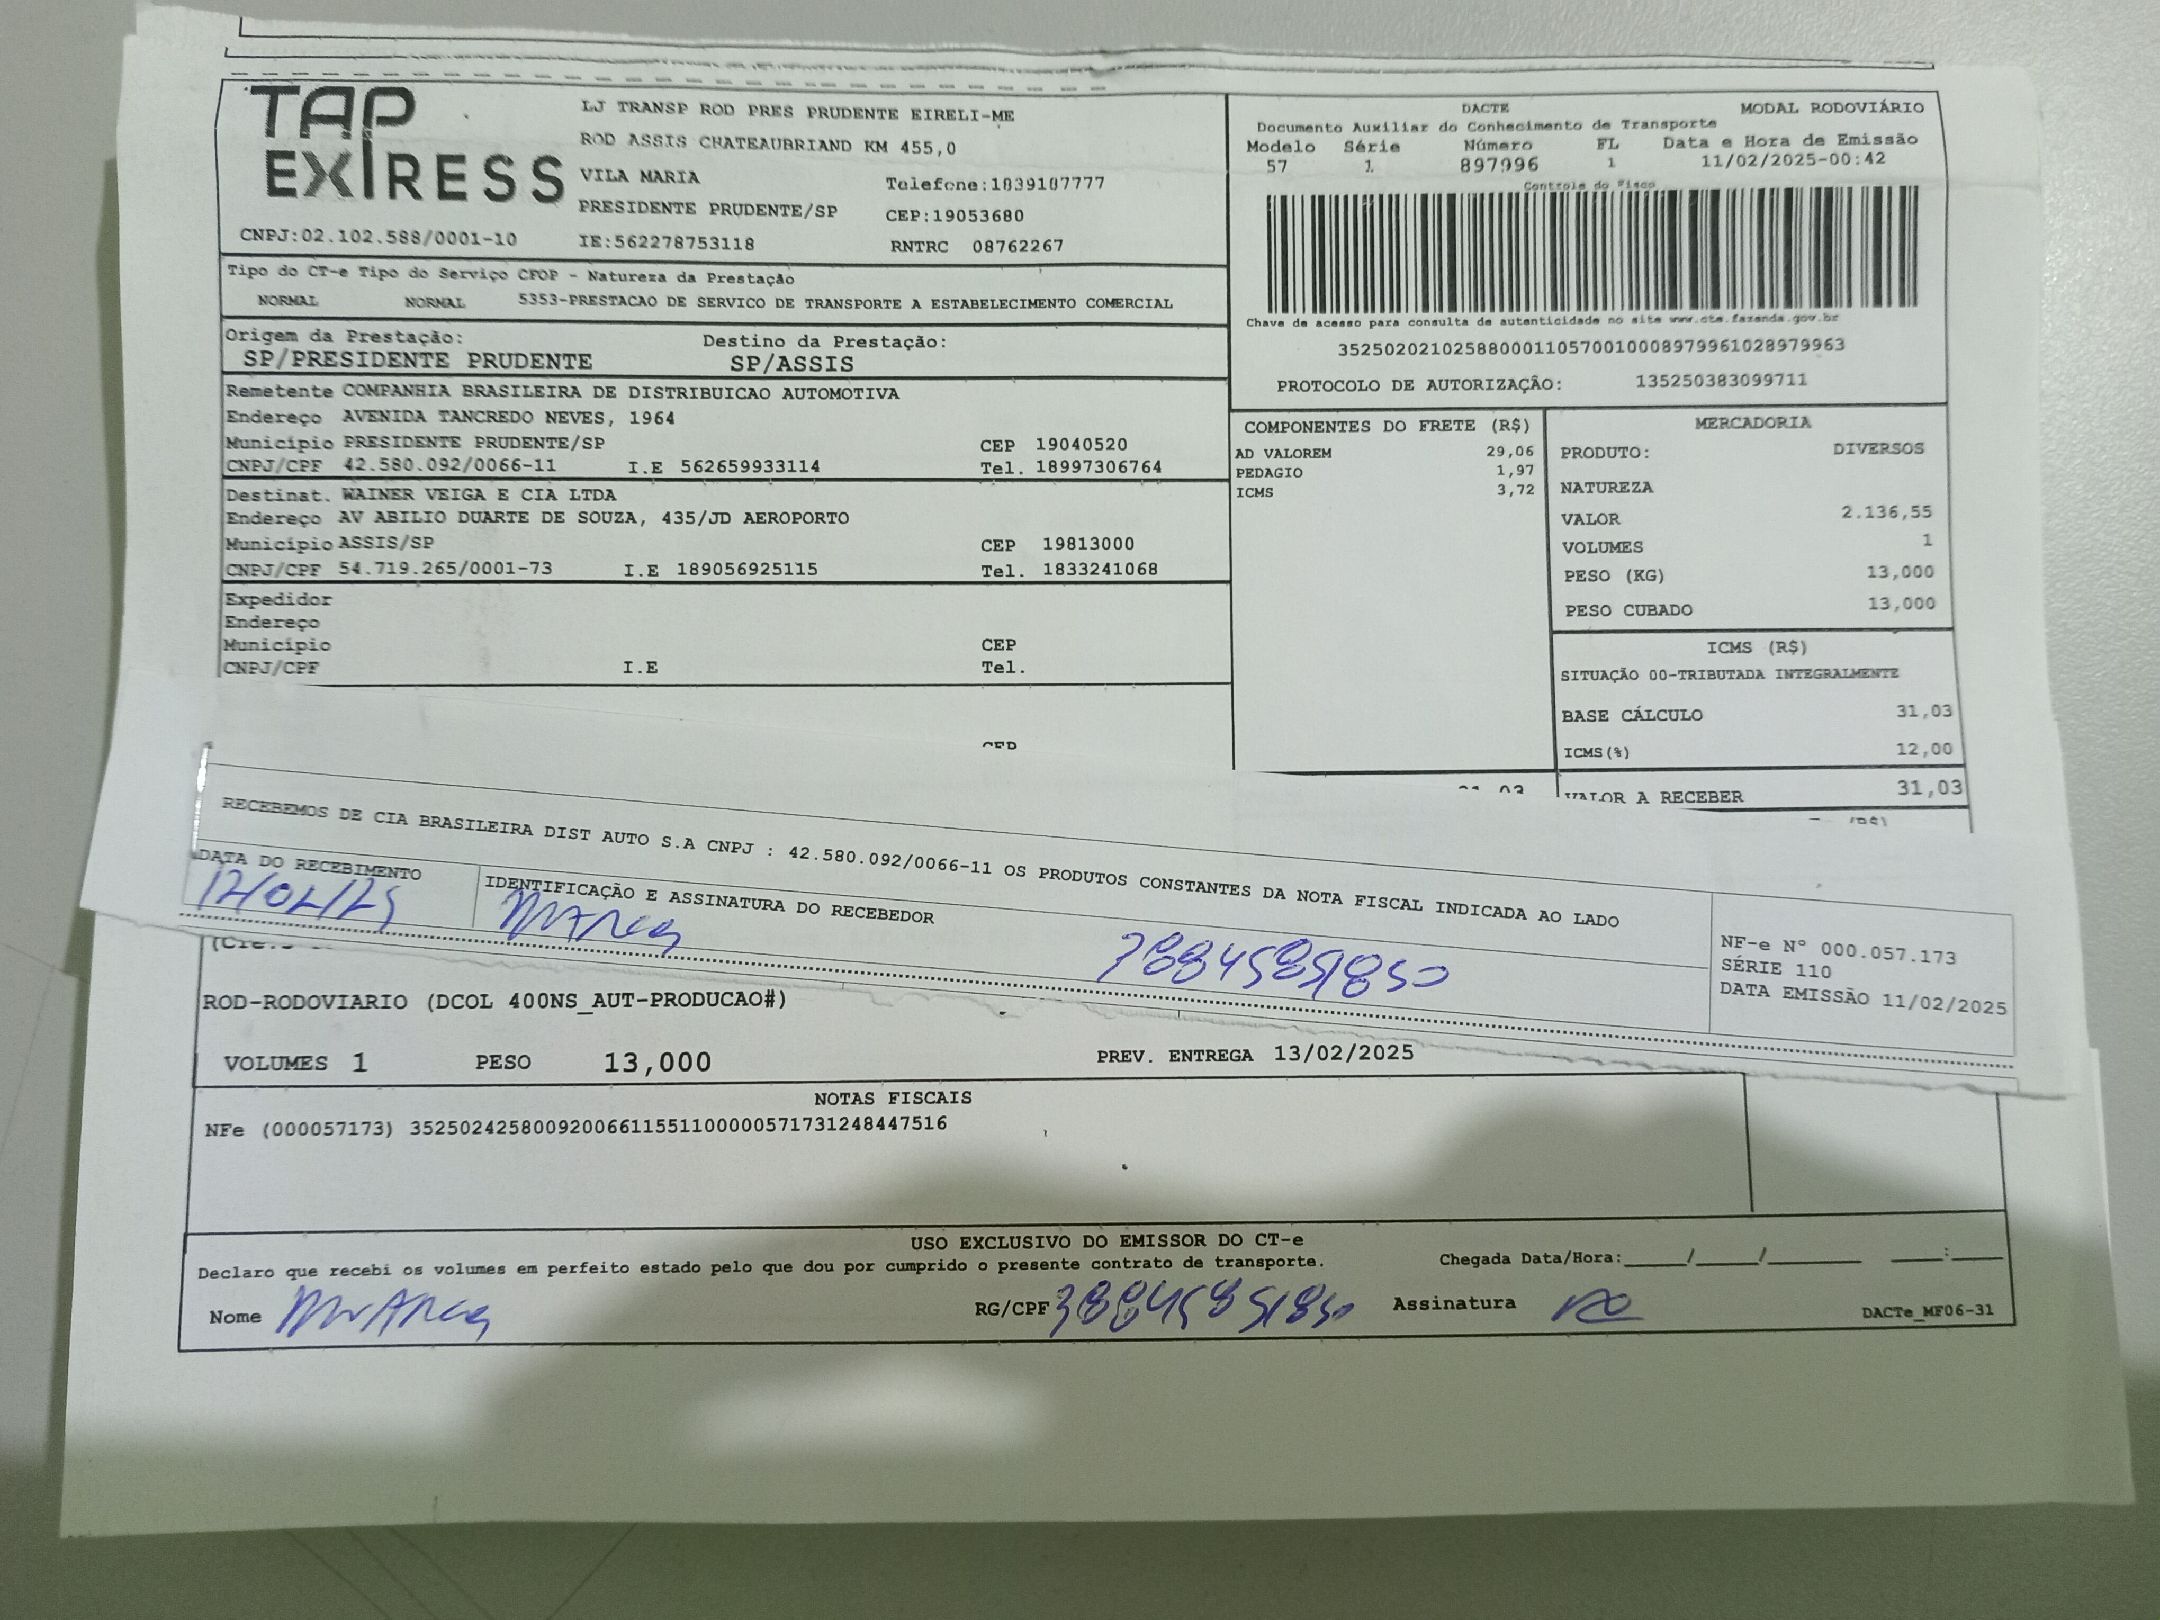 TAP
EXPRESS
LJ TRANSP ROD PRES PRUDENTE EIRELI-ME
ROD ASSIS CHATEAUBRIAND KM 455,0
VILA MARIA Telefone:1839187777
PRESIDENTE PRUDENTE/SP CEP:19053680
CNPJ:02.102.588/0001-10 IE:562278753118 RNTRC 08762267
DACTE MODAL RODOVIÁRIO
Documento Auxiliar do Conhecimento de Transporte
Modelo Série Número FL Data e Hora de Emissão
57 1 897996 1 11/02/2025-00:42
Controle do Fisco
Chave de acesso para consulta de autenticidade no site www.cte.fazenda.gov.br
35250202102588000110570010008979961028979963
PROTOCOLO DE AUTORIZAÇÃO: 135250383099711
Tipo do CT-e Tipo do Serviço CFOP - Natureza da Prestação
NORMAL NORMAL 5353-PRESTACAO DE SERVICO DE TRANSPORTE A ESTABELECIMENTO COMERCIAL
Origem da Prestação: Destino da Prestação:
SP/PRESIDENTE PRUDENTE SP/ASSIS
Remetente COMPANHIA BRASILEIRA DE DISTRIBUICAO AUTOMOTIVA
Endereço AVENIDA TANCREDO NEVES, 1964
Município PRESIDENTE PRUDENTE/SP CEP 19040520
CNPJ/CPF 42.580.092/0066-11 I.E 562659933114 Tel. 18997306764
Destinat. WAINER VEIGA E CIA LTDA
Endereço AV ABILIO DUARTE DE SOUZA, 435/JD AEROPORTO
Município ASSIS/SP CEP 19813000
CNPJ/CPF 54.719.265/0001-73 I.E 189056925115 Tel. 1833241068
Expedidor
Endereço
Município CEP
CNPJ/CPF I.E Tel.
CEP
COMPONENTES DO FRETE (R$)
AD VALOREM 29,06
PEDAGIO 1,97
ICMS 3,72
MERCADORIA
PRODUTO: DIVERSOS
NATUREZA
VALOR 2.136,55
VOLUMES 1
PESO (KG) 13,000
PESO CUBADO 13,000
ICMS (R$)
SITUAÇÃO 00-TRIBUTADA INTEGRALMENTE
BASE CÁLCULO 31,03
ICMS(%) 12,00
VALOR A RECEBER 31,03
RECEBEMOS DE CIA BRASILEIRA DIST AUTO S.A CNPJ : 42.580.092/0066-11 OS PRODUTOS CONSTANTES DA NOTA FISCAL INDICADA AO LADO
DATA DO RECEBIMENTO IDENTIFICAÇÃO E ASSINATURA DO RECEBEDOR
12/02/25 38845851850
NF-e N° 000.057.173
SÉRIE 110
DATA EMISSÃO 11/02/2025
ROD-RODOVIARIO (DCOL 400NS_AUT-PRODUCAO#)
VOLUMES 1 PESO 13,000 PREV. ENTREGA 13/02/2025
NOTAS FISCAIS
NFe (000057173) 35250242580092006611551100000571731248447516
USO EXCLUSIVO DO EMISSOR DO CT-e
Declaro que recebi os volumes em perfeito estado pelo que dou por cumprido o presente contrato de transporte. Chegada Data/Hora:____/____/______ ____:____
Nome RG/CPF 38845851850 Assinatura DACTe_MF06-31